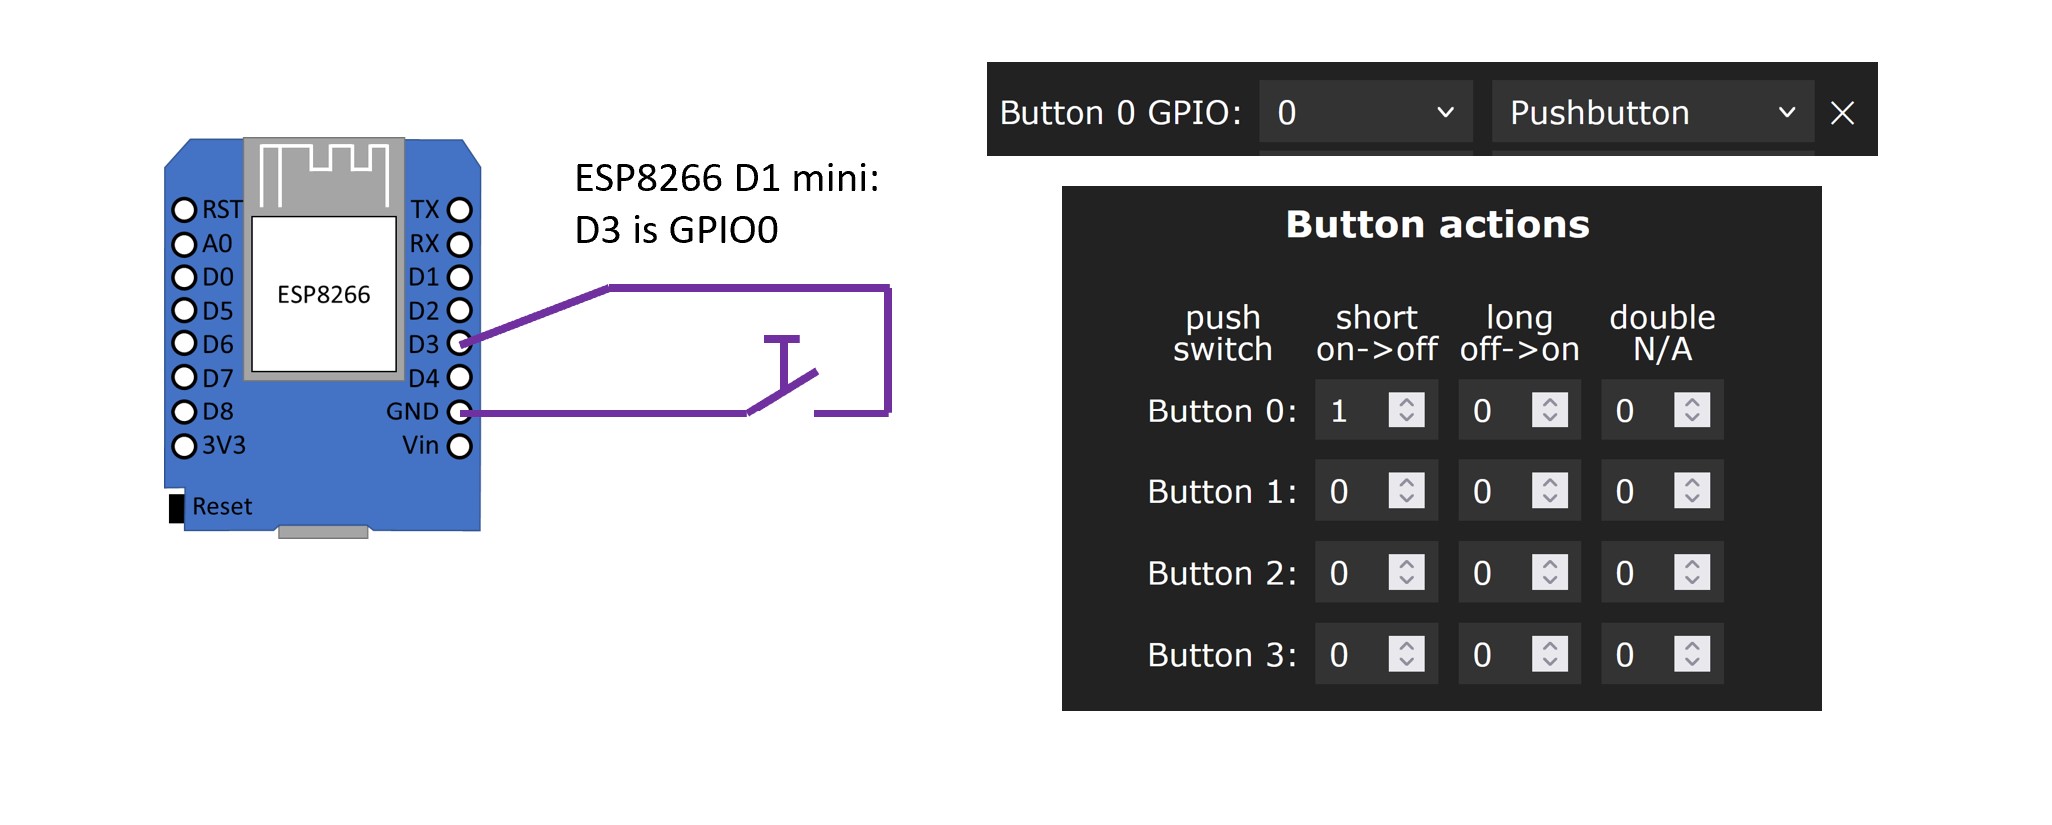 RST
A0
D0
D5
D6
D7
D8
3V3
Reset
ESP8266
TX
RX
D1
D2
D3
D4
GND
Vin
ESP8266 D1 mini:
D3 is GPIO0
Button 0 GPIO: 0 Pushbutton
Button actions
push short long double
switch on->off off->on N/A
Button 0: 1 0 0
Button 1: 0 0 0
Button 2: 0 0 0
Button 3: 0 0 0